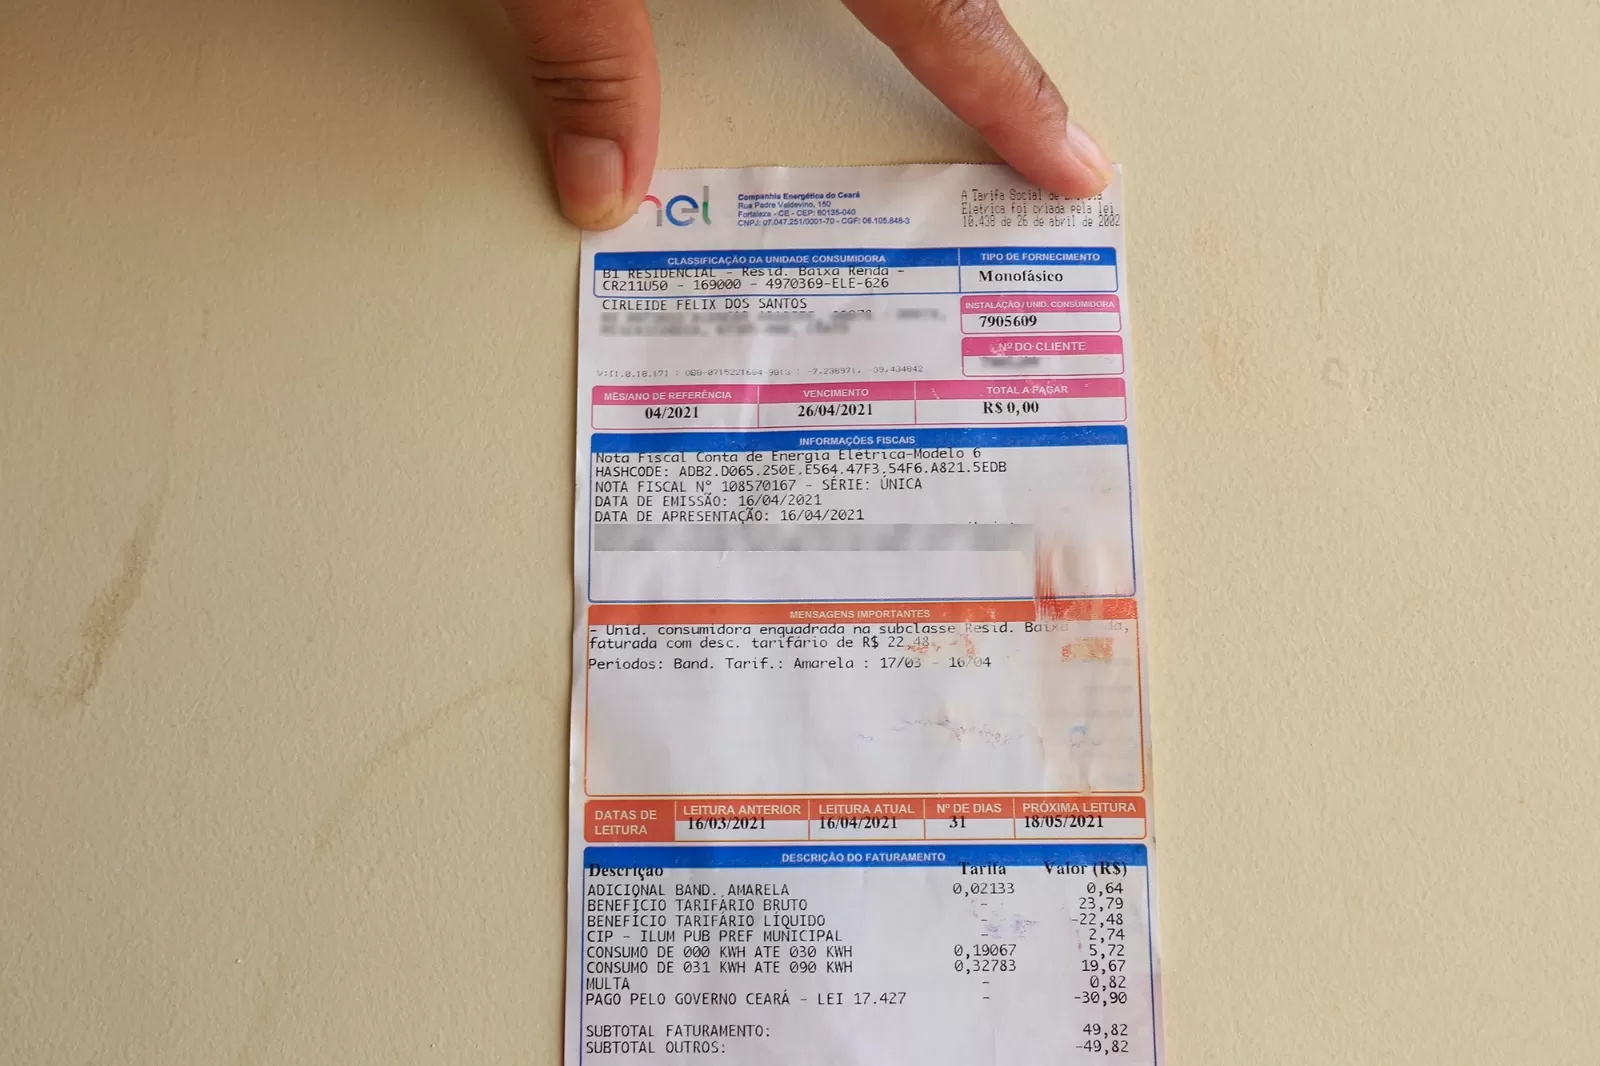 nel
Companhia Energética do Ceará
Rua Padre Valdevino, 150
Fortaleza - CE - CEP: 60135-040
CNPJ: 07.047.251/0001-70 - CGF: 06.105.848-3
A Tarifa Social de
Elétrica foi criada pela lei
10.438 de 26 de abril de 2002
CLASSIFICAÇÃO DA UNIDADE CONSUMIDORA
B1 RESIDENCIAL - Resid. Baixa Renda -
CR211U50 - 169000 - 4970369-ELE-626
TIPO DE FORNECIMENTO
Monofásico
CIRLEIDE FELIX DOS SANTOS
INSTALAÇÃO / UNID. CONSUMIDORA
7905609
Nº DO CLIENTE
-7.238971, -39,434842
MÊS/ANO DE REFERÊNCIA
04/2021
VENCIMENTO
26/04/2021
TOTAL A PAGAR
R$ 0,00
INFORMAÇÕES FISCAIS
Nota Fiscal Conta de Energia Elétrica-Modelo 6
HASHCODE: ADB2.D065.250E.E564.47F3.54F6.A821.5EDB
NOTA FISCAL N° 108570167 - SÉRIE: ÚNICA
DATA DE EMISSÃO: 16/04/2021
DATA DE APRESENTAÇÃO: 16/04/2021
MENSAGENS IMPORTANTES
- Unid. consumidora enquadrada na subclasse Resid. Baixa
faturada com desc. tarifário de R$ 22,48.
Períodos: Band. Tarif.: Amarela : 17/03 - 16/04
DATAS DE LEITURA
LEITURA ANTERIOR
16/03/2021
LEITURA ATUAL
16/04/2021
Nº DE DIAS
31
PRÓXIMA LEITURA
18/05/2021
DESCRIÇÃO DO FATURAMENTO
Descrição Tarifa Valor (R$)
ADICIONAL BAND. AMARELA 0,02133 0,64
BENEFÍCIO TARIFÁRIO BRUTO - 23,79
BENEFÍCIO TARIFÁRIO LÍQUIDO - -22,48
CIP - ILUM PUB PREF MUNICIPAL - 2,74
CONSUMO DE 000 KWH ATE 030 KWH 0,19067 5,72
CONSUMO DE 031 KWH ATE 090 KWH 0,32783 19,67
MULTA - 0,82
PAGO PELO GOVERNO CEARÁ - LEI 17.427 - -30,90
SUBTOTAL FATURAMENTO: 49,82
SUBTOTAL OUTROS: -49,82